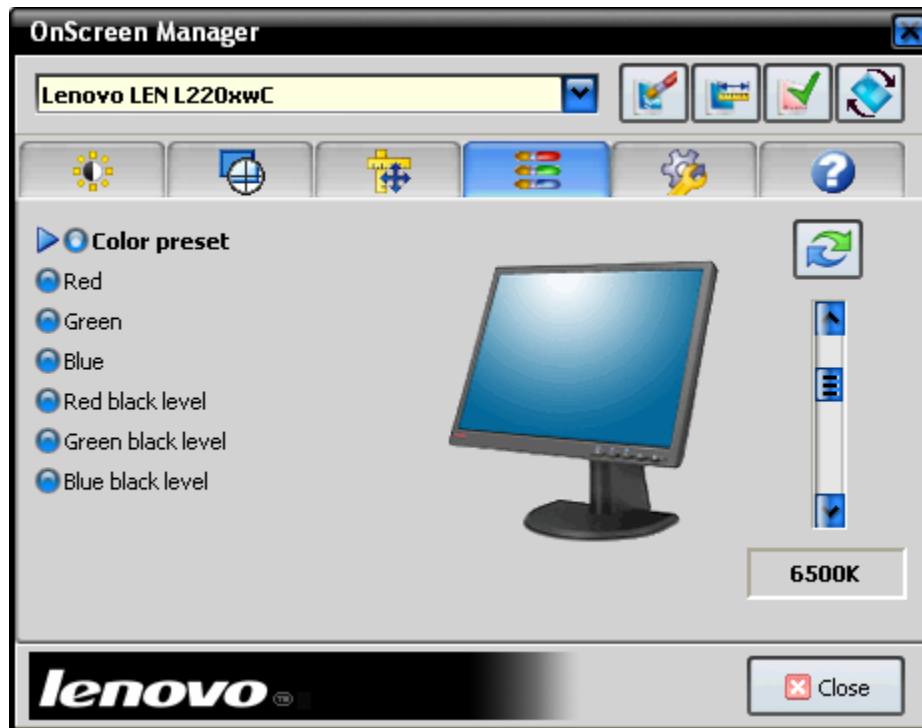 OnScreen Manager
Lenovo LEN L220xwC
Color preset
Red
Green
Blue
Red black level
Green black level
Blue black level
6500K
lenovo
Close